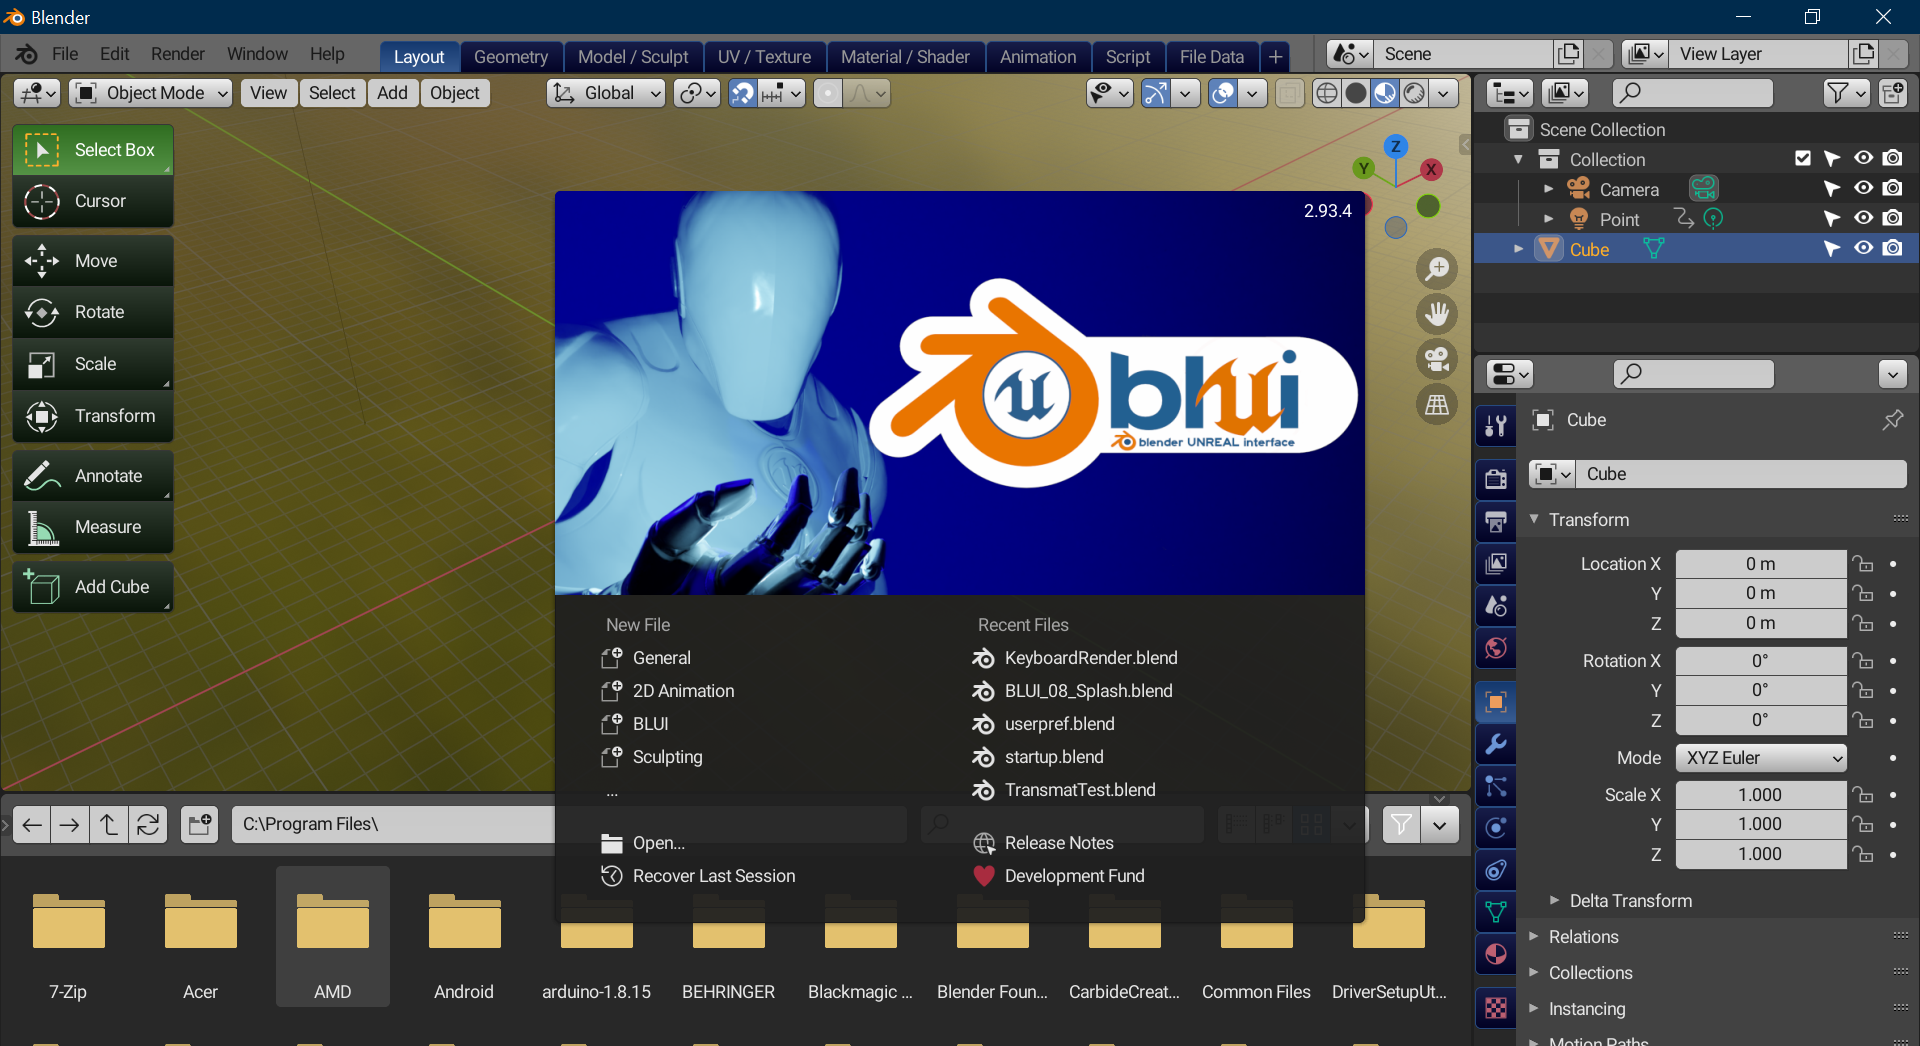 Blender
File Edit Render Window Help
Layout Geometry Model / Sculpt UV / Texture Material / Shader Animation Script File Data +
Scene View Layer
Object Mode View Select Add Object Global
Select Box
Cursor
Move
Rotate
Scale
Transform
Annotate
Measure
Add Cube
Z
Y X
2.93.4
blui
blender UNREAL interface
New File
General
2D Animation
BLUI
Sculpting
...
Open...
Recover Last Session
Recent Files
KeyboardRender.blend
BLUI_08_Splash.blend
userpref.blend
startup.blend
TransmatTest.blend
Release Notes
Development Fund
C:\Program Files\
7-Zip Acer AMD Android arduino-1.8.15 BEHRINGER Blackmagic ... Blender Foun... CarbideCreat... Common Files DriverSetupUt...
Scene Collection
Collection
Camera
Point
Cube
Cube
Cube
Transform
Location X 0 m
Y 0 m
Z 0 m
Rotation X 0°
Y 0°
Z 0°
Mode XYZ Euler
Scale X 1.000
Y 1.000
Z 1.000
Delta Transform
Relations
Collections
Instancing
Motion Paths